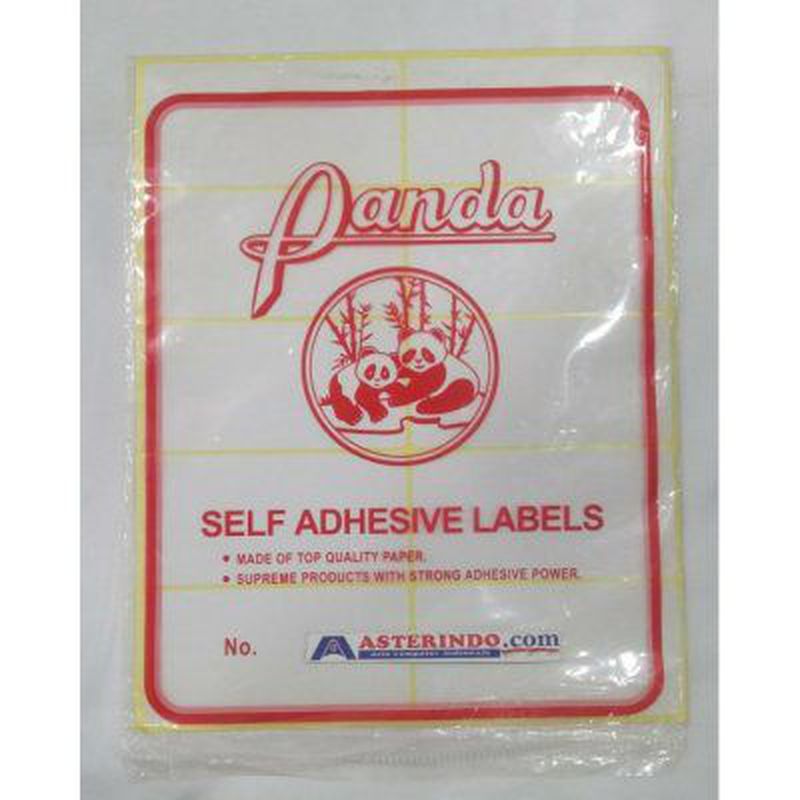 Panda
SELF ADHESIVE LABELS
• MADE OF TOP QUALITY PAPER.
• SUPREME PRODUCTS WITH STRONG ADHESIVE POWER.
No.
ASTERINDO.com